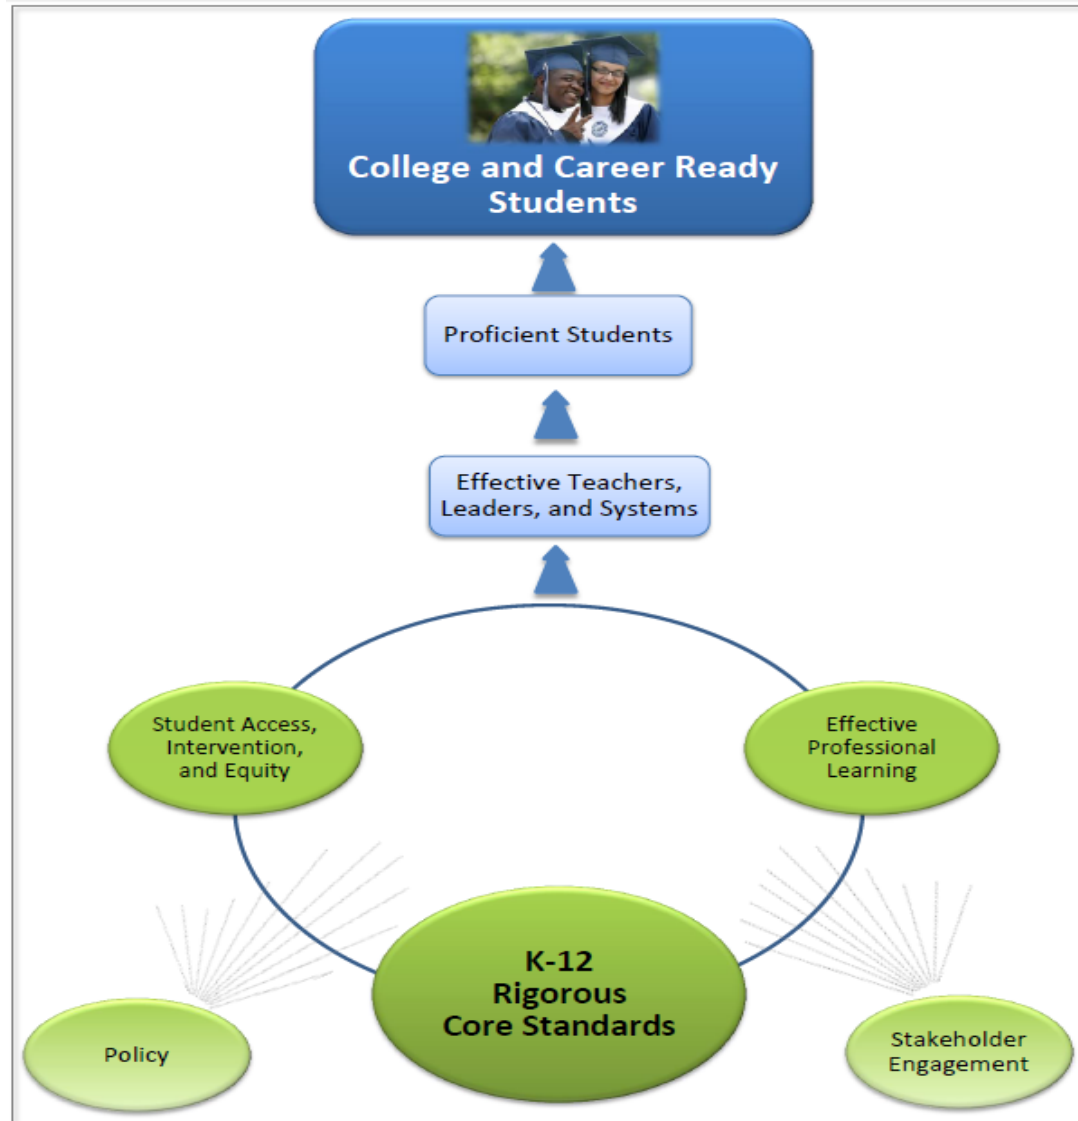 College and Career Ready
Students
Proficient Students
Effective Teachers,
Leaders, and Systems
Student Access,
Intervention,
and Equity
Effective
Professional
Learning
K-12
Rigorous
Core Standards
Policy
Stakeholder
Engagement